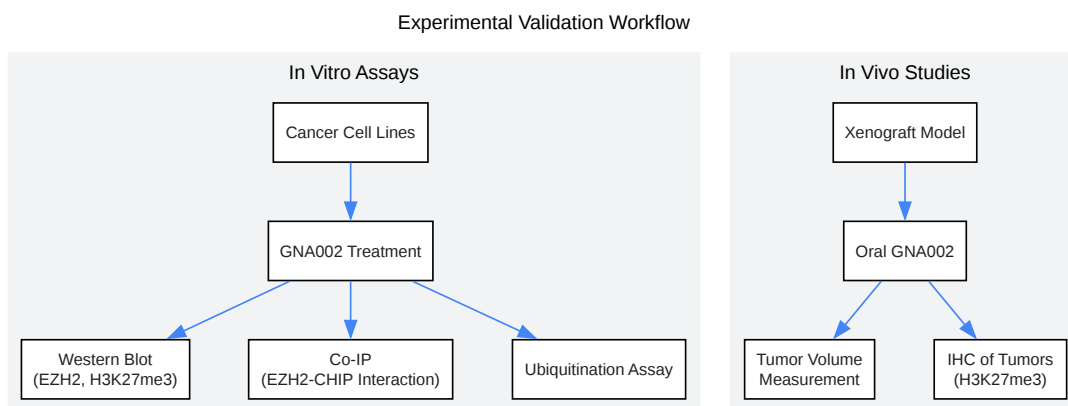 Experimental Validation Workflow
In Vitro Assays
Cancer Cell Lines
GNA002 Treatment
Western Blot
(EZH2, H3K27me3)
Co-IP
(EZH2-CHIP Interaction)
Ubiquitination Assay
In Vivo Studies
Xenograft Model
Oral GNA002
Tumor Volume
Measurement
IHC of Tumors
(H3K27me3)